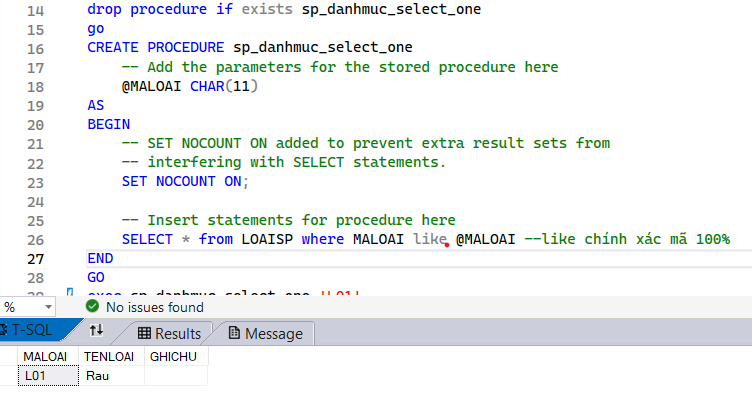 14 drop procedure if exists sp_danhmuc_select_one
15 go
16 CREATE PROCEDURE sp_danhmuc_select_one
17 -- Add the parameters for the stored procedure here
18 @MALOAI CHAR(11)
19 AS
20 BEGIN
21 -- SET NOCOUNT ON added to prevent extra result sets from
22 -- interfering with SELECT statements.
23 SET NOCOUNT ON;
24
25 -- Insert statements for procedure here
26 SELECT * from LOAISP where MALOAI like @MALOAI --like chính xác mã 100%
27 END
28 GO
% No issues found
T-SQL Results Message
MALOAI TENLOAI GHICHU
L01 Rau